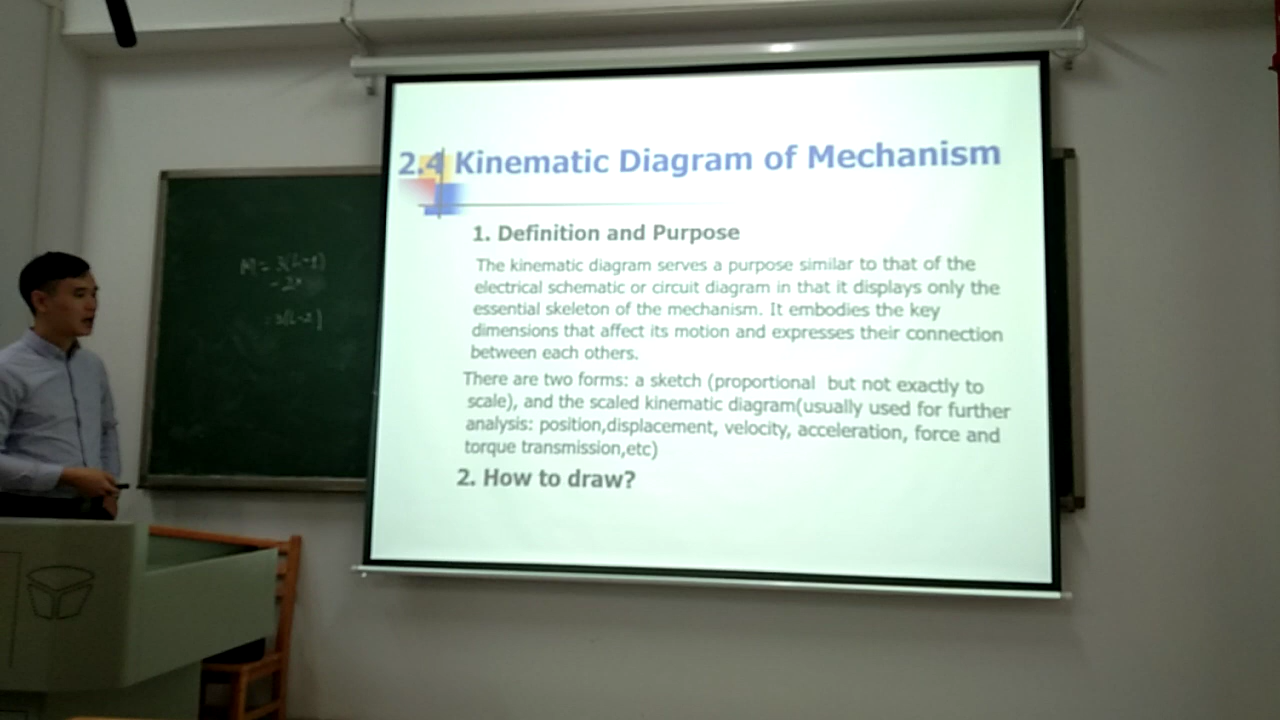 2.4 Kinematic Diagram of Mechanism
1. Definition and Purpose
The kinematic diagram serves a purpose similar to that of the
electrical schematic or circuit diagram in that it displays only the
essential skeleton of the mechanism. It embodies the key
dimensions that affect its motion and expresses their connection
between each others.
There are two forms: a sketch (proportional but not exactly to
scale), and the scaled kinematic diagram(usually used for further
analysis: position,displacement, velocity, acceleration, force and
torque transmission,etc)
2. How to draw?